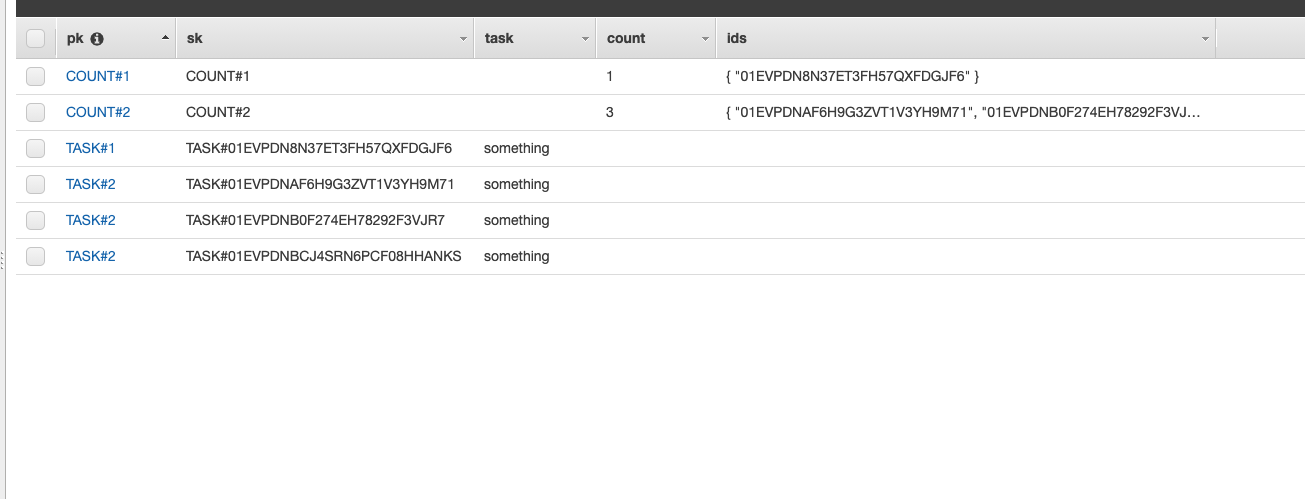 pk sk task count ids
COUNT#1 COUNT#1 1 { "01EVPDN8N37ET3FH57QXFDGJF6" }
COUNT#2 COUNT#2 3 { "01EVPDNAF6H9G3ZVT1V3YH9M71", "01EVPDNB0F274EH78292F3VJ...
TASK#1 TASK#01EVPDN8N37ET3FH57QXFDGJF6 something
TASK#2 TASK#01EVPDNAF6H9G3ZVT1V3YH9M71 something
TASK#2 TASK#01EVPDNB0F274EH78292F3VJR7 something
TASK#2 TASK#01EVPDNBCJ4SRN6PCF08HHANKS something